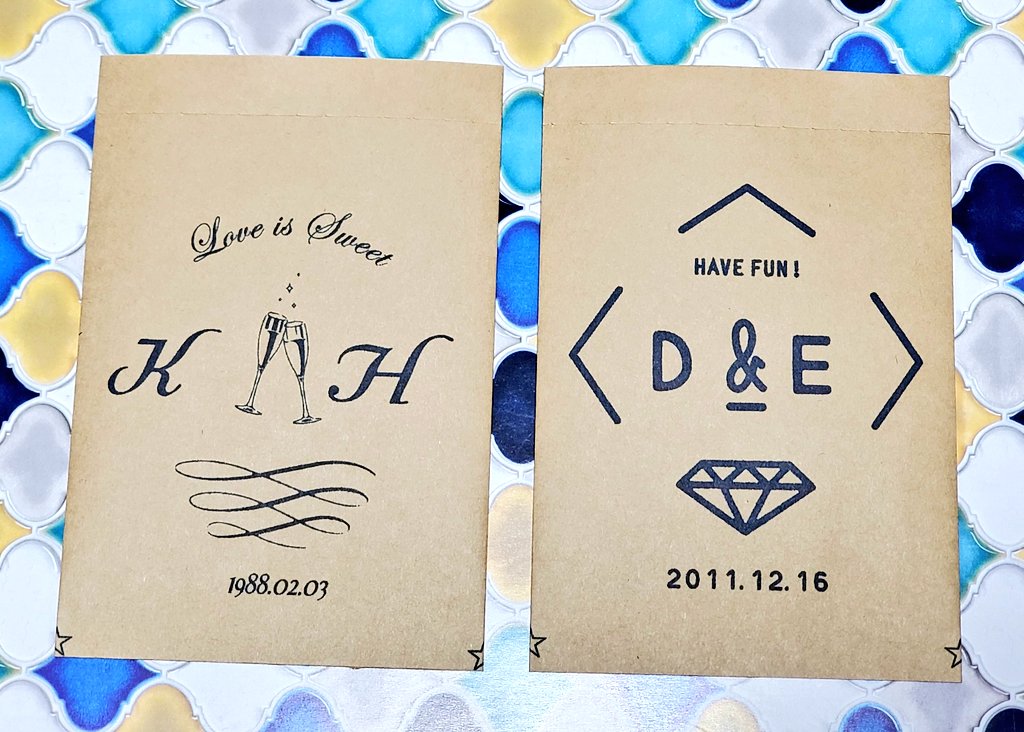 Love is Sweet
K H
1988.02.03
HAVE FUN!
D & E
2011.12.16